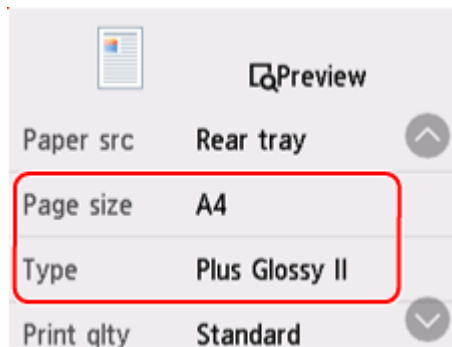 Preview
Paper src Rear tray
Page size A4
Type Plus Glossy II
Print qlty Standard